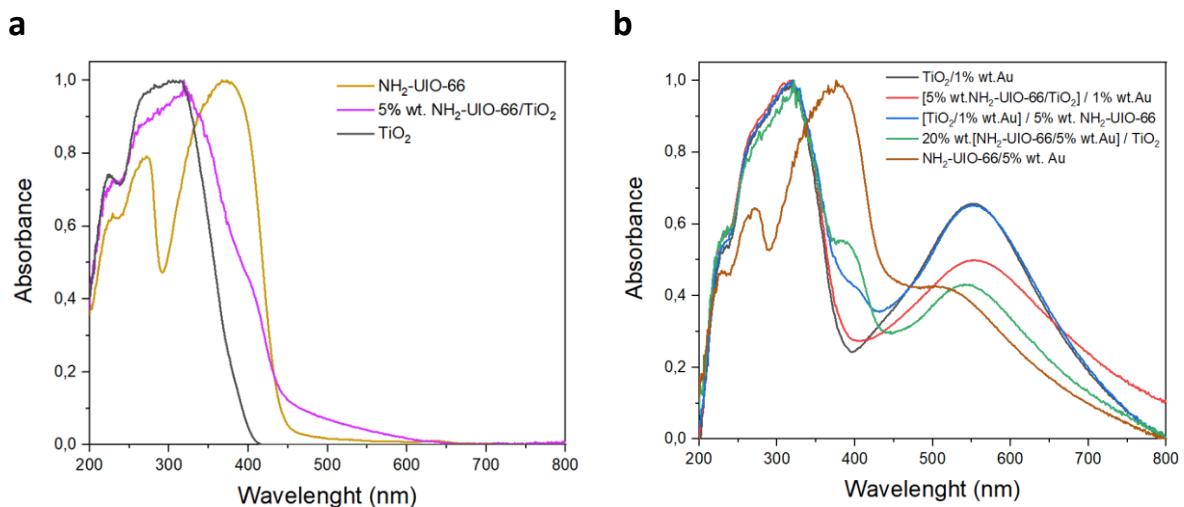 a
NH₂-UIO-66
5% wt. NH₂-UIO-66/TiO₂
TiO₂
1,0
0,8
0,6
0,4
0,2
0,0
Absorbance
200 300 400 500 600 700 800
Wavelenght (nm)
b
TiO₂/1% wt.Au
[5% wt.NH₂-UIO-66/TiO₂] / 1% wt.Au
[TiO₂/1% wt.Au] / 5% wt. NH₂-UIO-66
20% wt.[NH₂-UIO-66/5% wt.Au] / TiO₂
NH₂-UIO-66/5% wt. Au
1,0
0,8
0,6
0,4
0,2
0,0
Absorbance
200 300 400 500 600 700 800
Wavelenght (nm)